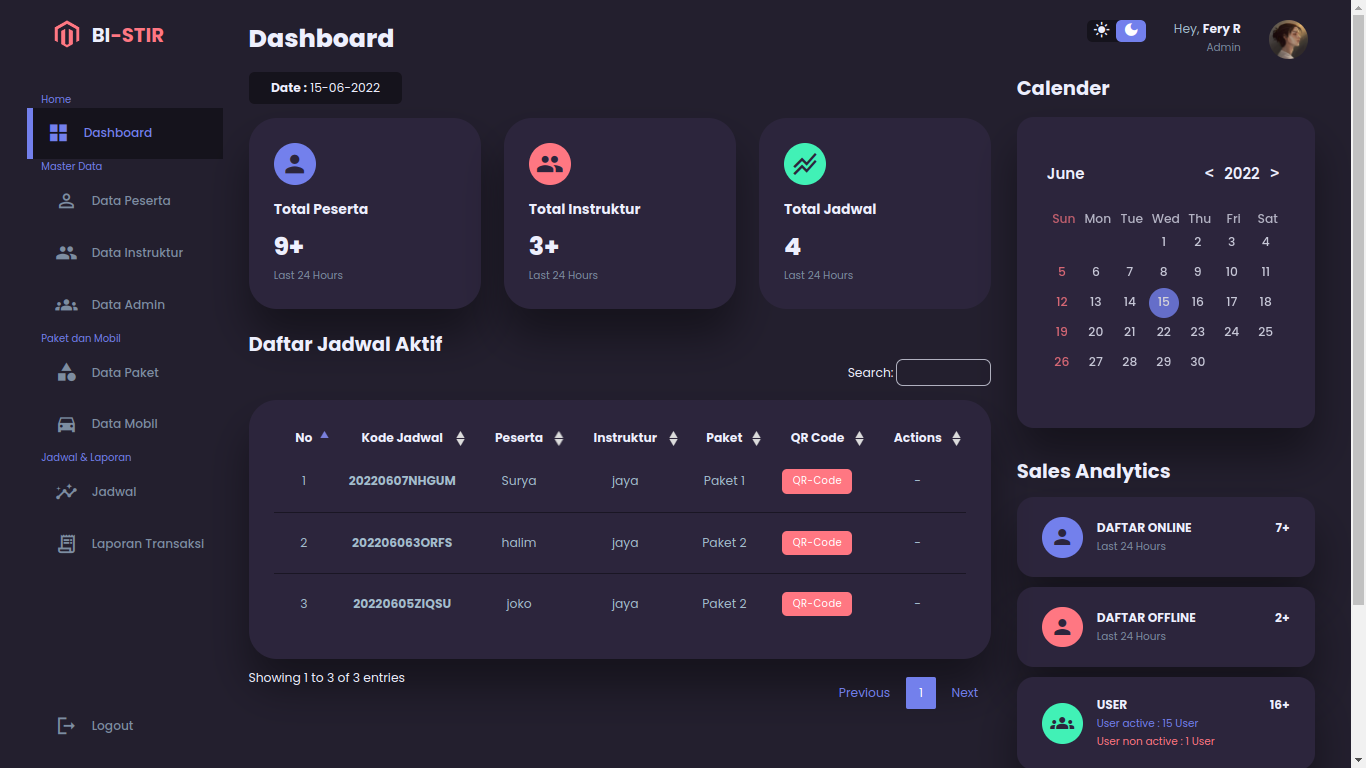 BI-STIR
Home
Dashboard
Master Data
Data Peserta
Data Instruktur
Data Admin
Paket dan Mobil
Data Paket
Data Mobil
Jadwal & Laporan
Jadwal
Laporan TransaksI
Logout
Dashboard
Date : 15-06-2022
Total Peserta
9+
Last 24 Hours
Total Instruktur
3+
Last 24 Hours
Total Jadwal
4
Last 24 Hours
Daftar Jadwal Aktif
Search:
No Kode Jadwal Peserta Instruktur Paket QR Code Actions
1 20220607NHGUM Surya jaya Paket 1 QR-Code -
2 202206063ORFS halim jaya Paket 2 QR-Code -
3 20220605ZIQSU joko jaya Paket 2 QR-Code -
Showing 1 to 3 of 3 entries
Previous 1 Next
Hey, Fery R
Admin
Calender
June < 2022 >
Sun Mon Tue Wed Thu Fri Sat
1 2 3 4
5 6 7 8 9 10 11
12 13 14 15 16 17 18
19 20 21 22 23 24 25
26 27 28 29 30
Sales Analytics
DAFTAR ONLINE 7+
Last 24 Hours
DAFTAR OFFLINE 2+
Last 24 Hours
USER 16+
User active : 15 User
User non active : 1 User